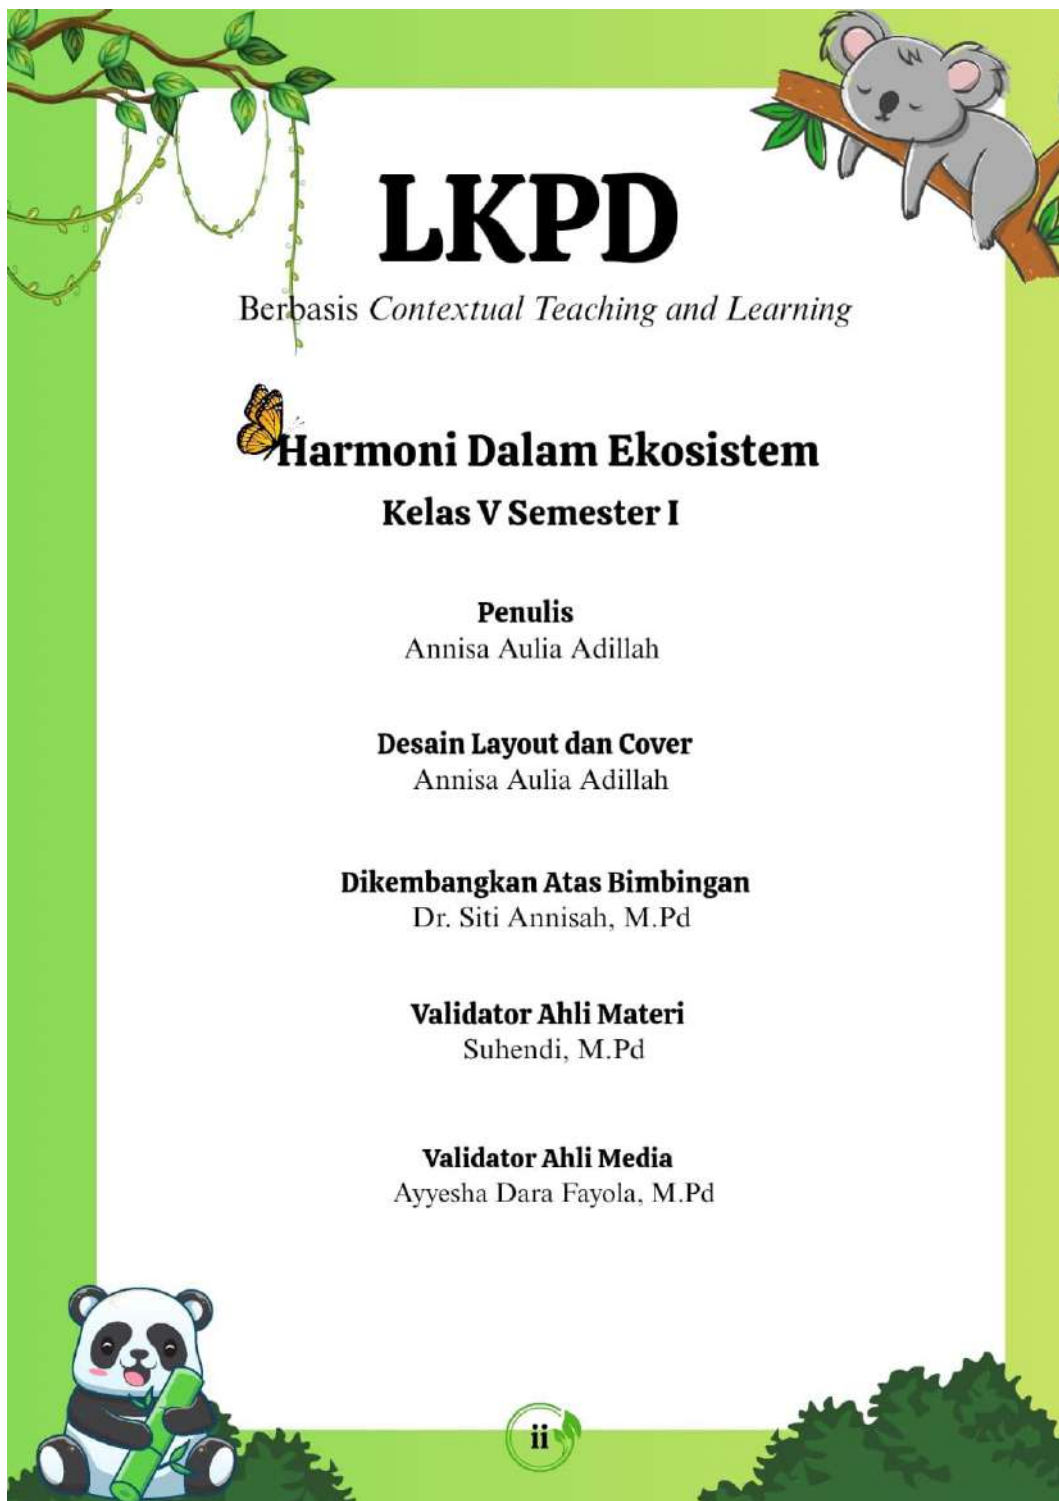 LKPD
Berbasis Contextual Teaching and Learning
Harmoni Dalam Ekosistem
Kelas V Semester I
Penulis
Annisa Aulia Adillah
Desain Layout dan Cover
Annisa Aulia Adillah
Dikembangkan Atas Bimbingan
Dr. Siti Annisah, M.Pd
Validator Ahli Materi
Suhendi, M.Pd
Validator Ahli Media
Ayyesha Dara Fayola, M.Pd
ii